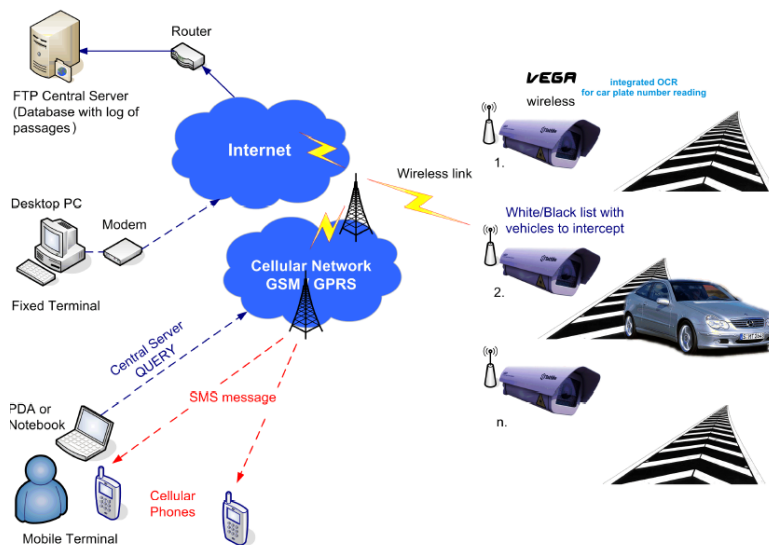 Router
FTP Central Server
(Database with log of
passages)
Internet
Desktop PC
Modem
Fixed Terminal
Cellular Network
GSM GPRS
Wireless link
VEGA
wireless
integrated OCR
for car plate number reading
1.
White/Black list with
vehicles to intercept
2.
n.
Central Server
QUERY
SMS message
PDA or
Notebook
Cellular
Phones
Mobile Terminal